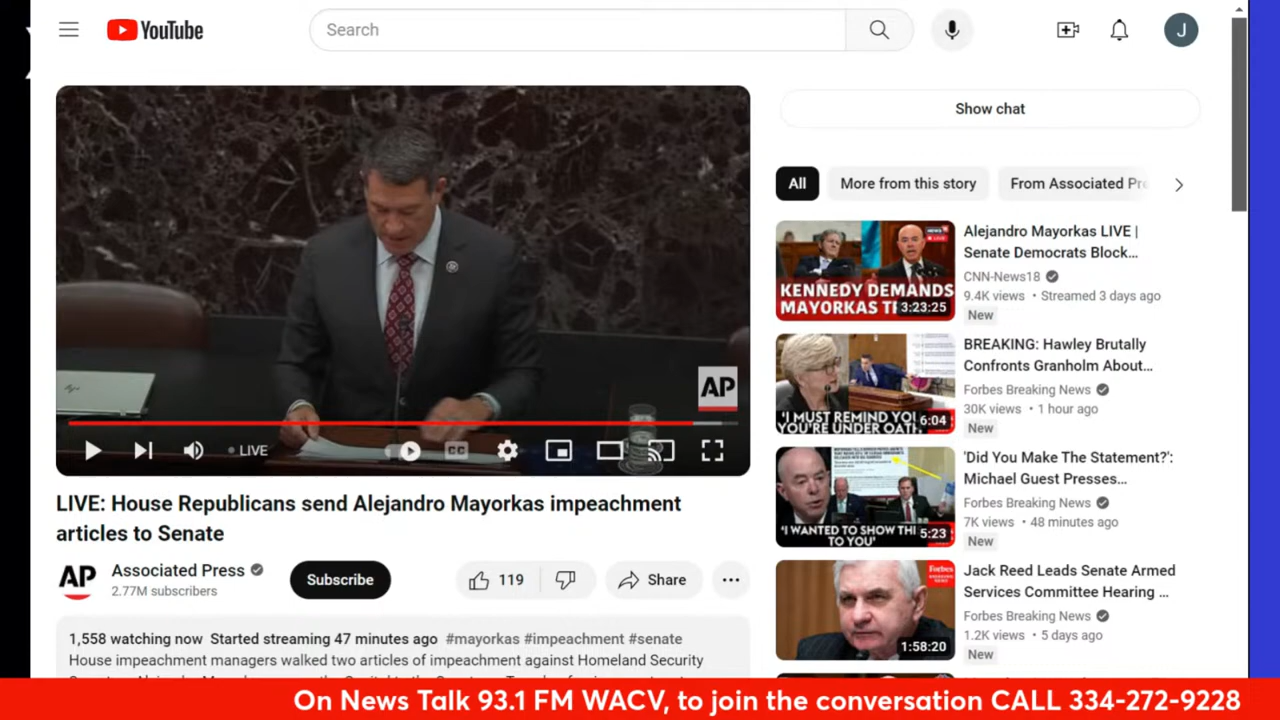 YouTube
Search
J
Show chat
All
More from this story
From Associated Pre
AP
LIVE
CC
LIVE: House Republicans send Alejandro Mayorkas impeachment
articles to Senate
AP
Associated Press
2.77M subscribers
Subscribe
119
Share
1,558 watching now Started streaming 47 minutes ago #mayorkas #impeachment #senate
House impeachment managers walked two articles of impeachment against Homeland Security
KENNEDY DEMANDS
MAYORKAS TR
3:23:25
Alejandro Mayorkas LIVE |
Senate Democrats Block...
CNN-News18
9.4K views • Streamed 3 days ago
New
'I MUST REMIND YOU
YOU'RE UNDER OATH
6:04
BREAKING: Hawley Brutally
Confronts Granholm About...
Forbes Breaking News
30K views • 1 hour ago
New
'I WANTED TO SHOW THI
TO YOU'
5:23
'Did You Make The Statement?':
Michael Guest Presses...
Forbes Breaking News
7K views • 48 minutes ago
New
Forbes
1:58:20
Jack Reed Leads Senate Armed
Services Committee Hearing ...
Forbes Breaking News
1.2K views • 5 days ago
New
On News Talk 93.1 FM WACV, to join the conversation CALL 334-272-9228